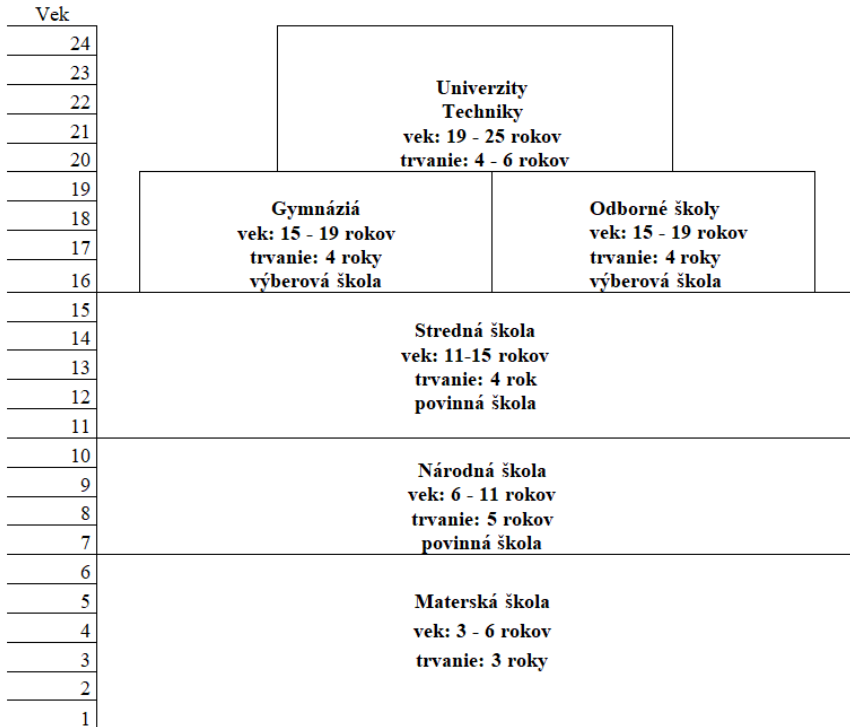 Vek
24
23
22
21
20
19
18
17
16
15
14
13
12
11
10
9
8
7
6
5
4
3
2
1
Univerzity
Techniky
vek: 19 - 25 rokov
trvanie: 4 - 6 rokov
Gymnáziá
vek: 15 - 19 rokov
trvanie: 4 roky
výberová škola
Odborné školy
vek: 15 - 19 rokov
trvanie: 4 roky
výberová škola
Stredná škola
vek: 11-15 rokov
trvanie: 4 rok
povinná škola
Národná škola
vek: 6 - 11 rokov
trvanie: 5 rokov
povinná škola
Materská škola
vek: 3 - 6 rokov
trvanie: 3 roky